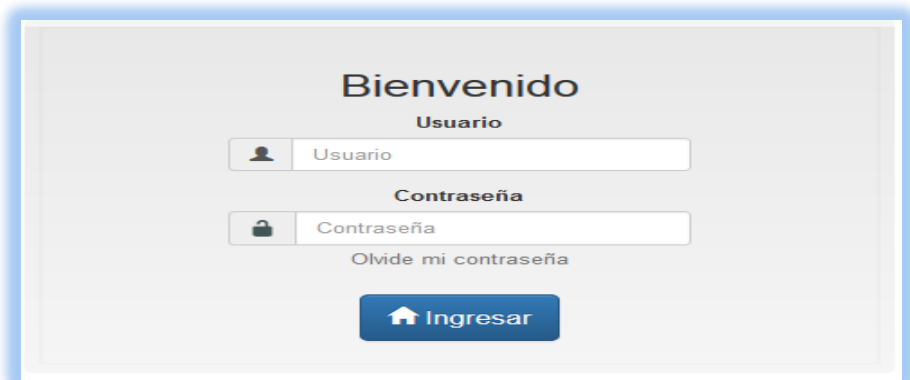 Bienvenido
Usuario
Usuario
Contraseña
Contraseña
Olvide mi contraseña
Ingresar